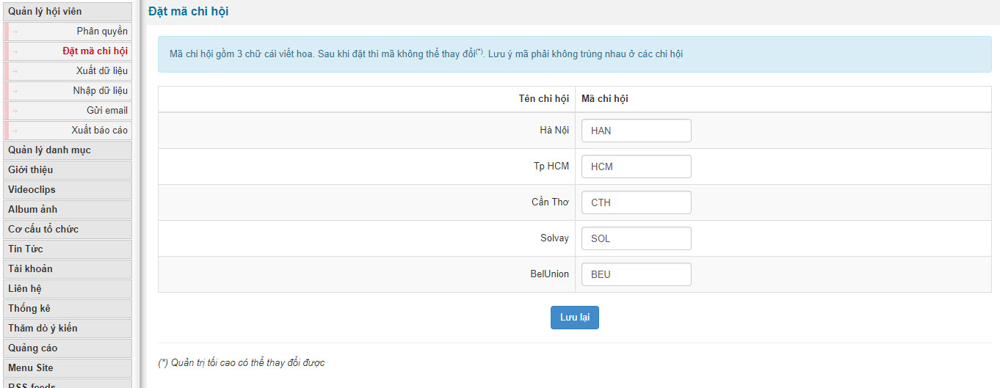 Quản lý hội viên
Phân quyền
Đặt mã chi hội
Xuất dữ liệu
Nhập dữ liệu
Gửi email
Xuất báo cáo
Quản lý danh mục
Giới thiệu
Videoclips
Album ảnh
Cơ cấu tổ chức
Tin Tức
Tài khoản
Liên hệ
Thống kê
Thăm dò ý kiến
Quảng cáo
Menu Site
RSS feeds
Đặt mã chi hội
Mã chi hội gồm 3 chữ cái viết hoa. Sau khi đặt thì mã không thể thay đổi(*). Lưu ý mã phải không trùng nhau ở các chi hội
Tên chi hội Mã chi hội
Hà Nội HAN
Tp HCM HCM
Cần Thơ CTH
Solvay SOL
BelUnion BEU
Lưu lại
(*) Quản trị tối cao có thể thay đổi được